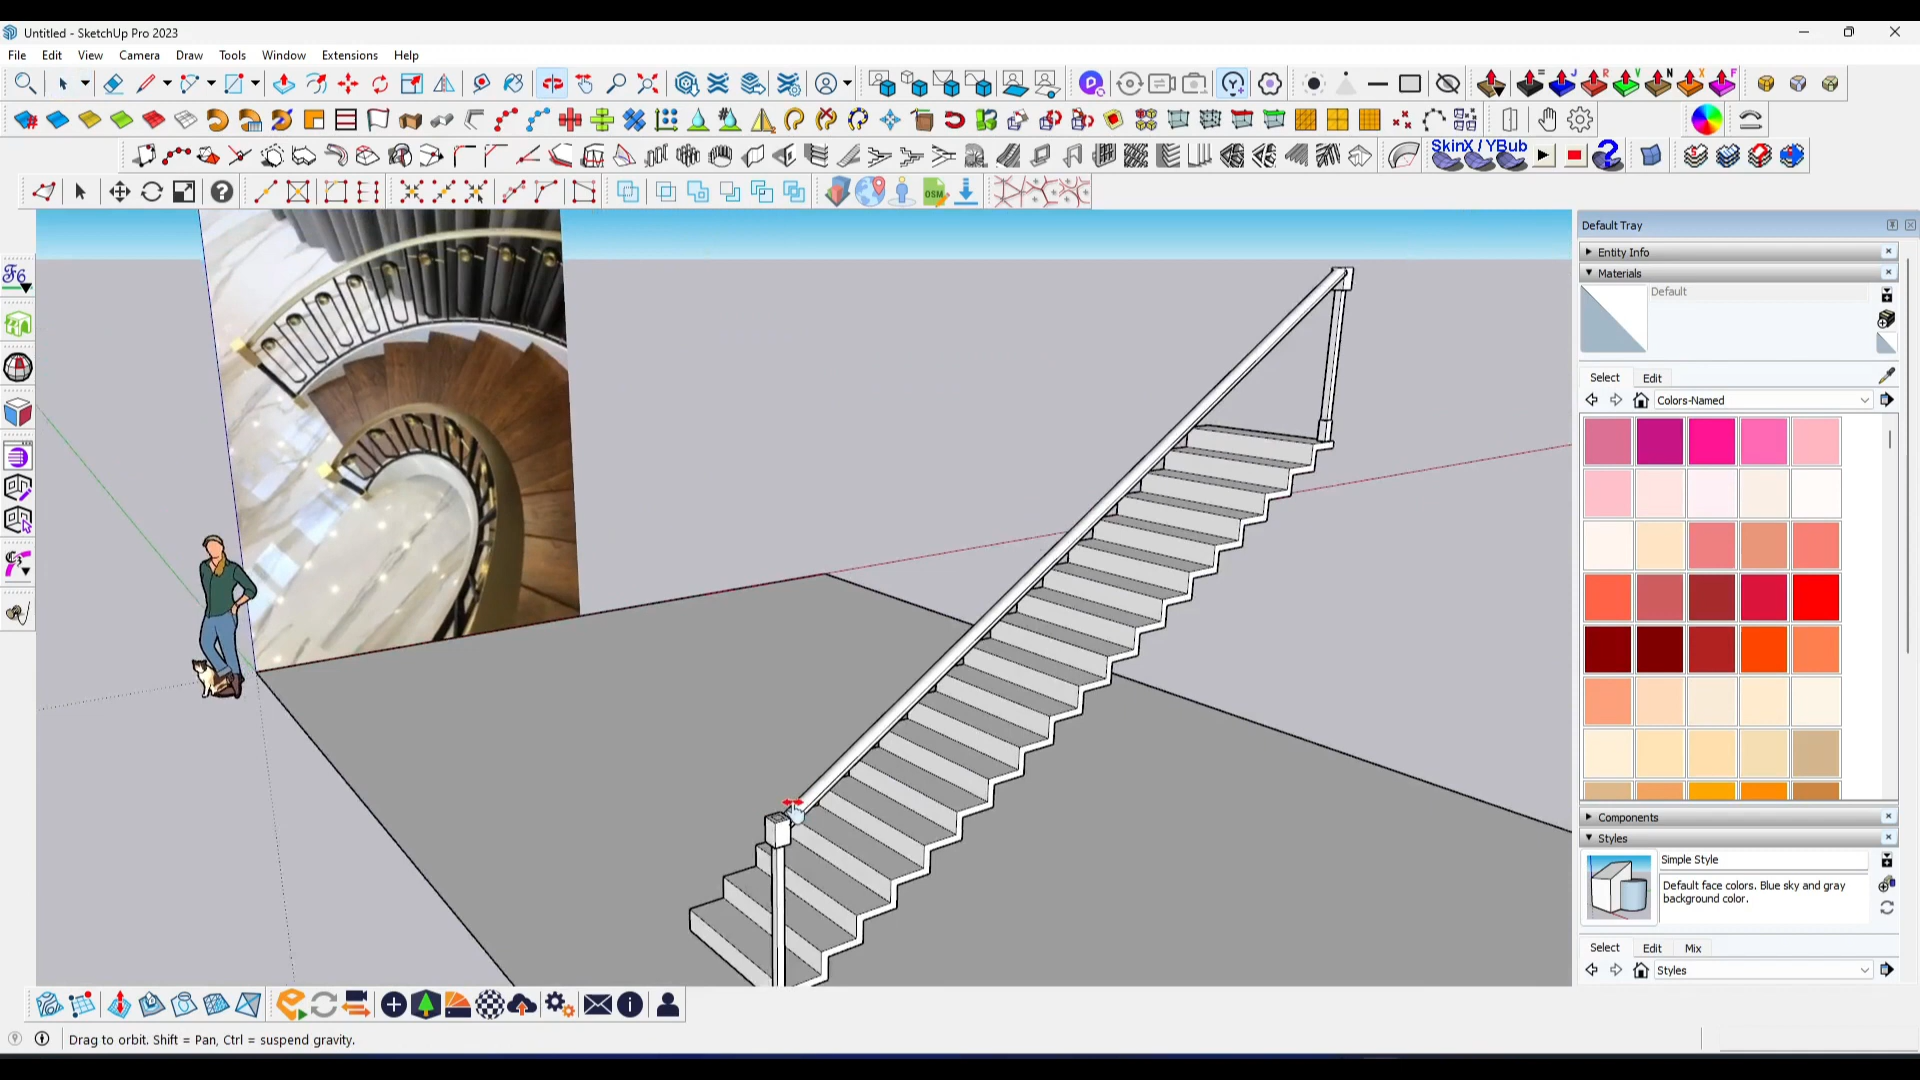 Untitled - SketchUp Pro 2023
File Edit View Camera Draw Tools Window Extensions Help
SkinX / YBub
OSM
Default Tray
Entity Info
Materials
Default
Select Edit
Colors-Named
Components
Styles
Simple Style
Default face colors. Blue sky and gray
background color.
Select Edit Mix
Styles
Drag to orbit. Shift = Pan, Ctrl = suspend gravity.